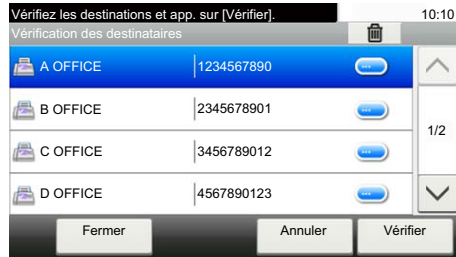 Vérifiez les destinations et app. sur [Vérifier]. 10:10
Vérification des destinataires
A OFFICE 1234567890
B OFFICE 2345678901
1/2
C OFFICE 3456789012
D OFFICE 4567890123
Fermer Annuler Vérifier